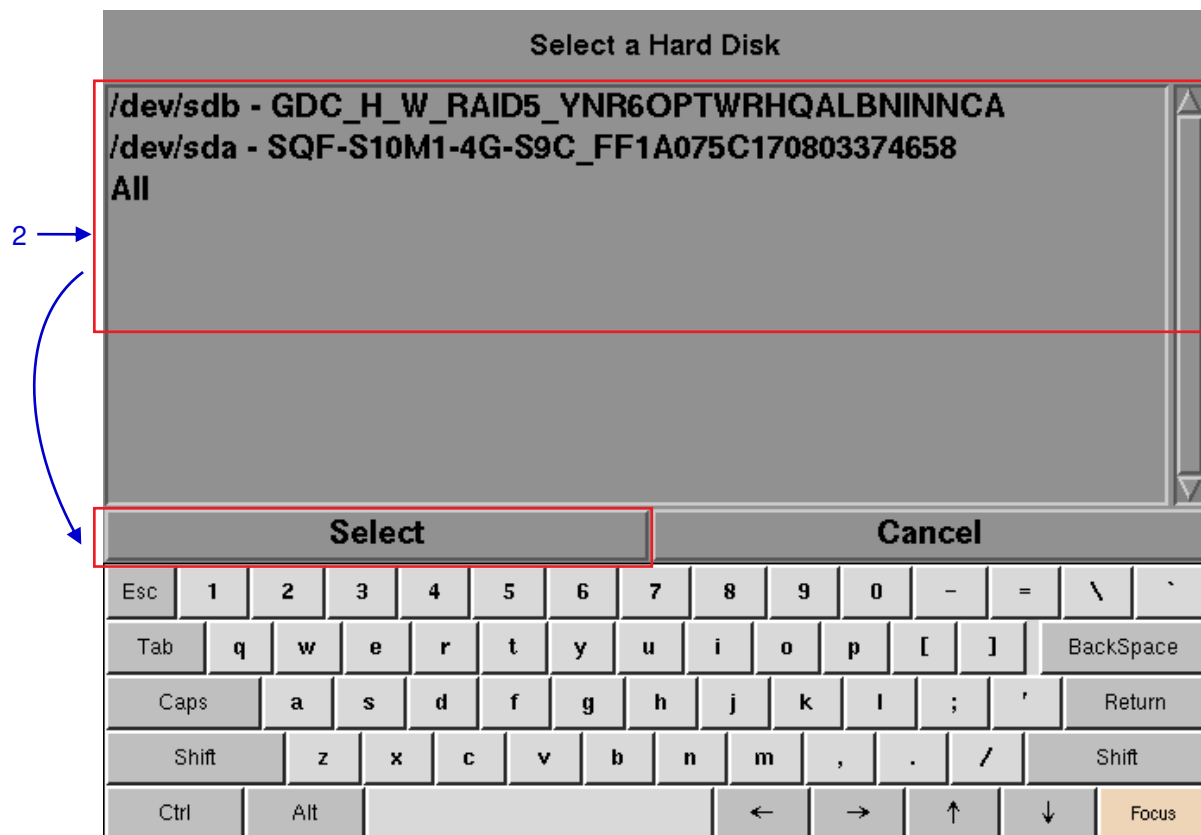 Select a Hard Disk
/dev/sdb - GDC_H_W_RAID5_YNR6OPTWRHQALBNINNCA
/dev/sda - SQF-S10M1-4G-S9C_FF1A075C170803374658
All
2
Select Cancel
Esc 1 2 3 4 5 6 7 8 9 0 - = \ `
Tab q w e r t y u i o p [ ] BackSpace
Caps a s d f g h j k l ; ' Return
Shift z x c v b n m , . / Shift
Ctrl Alt ← → ↑ ↓ Focus